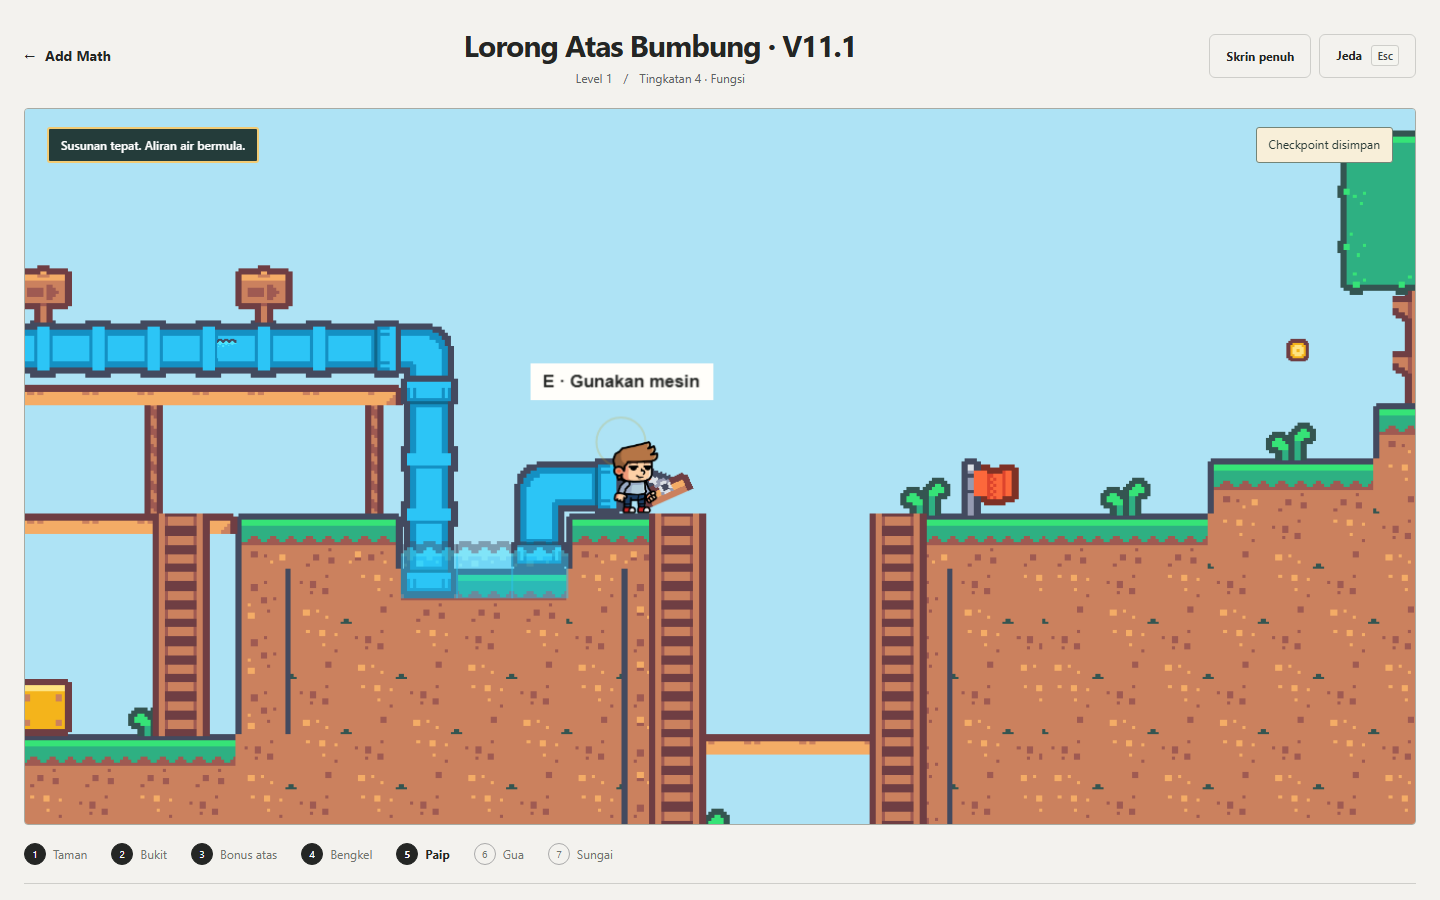 ← Add Math
Lorong Atas Bumbung · V11.1
Level 1 / Tingkatan 4 · Fungsi
Skrin penuh
Jeda Esc
Susunan tepat. Aliran air bermula.
Checkpoint disimpan
E · Gunakan mesin
1 Taman
2 Bukit
3 Bonus atas
4 Bengkel
5 Paip
6 Gua
7 Sungai